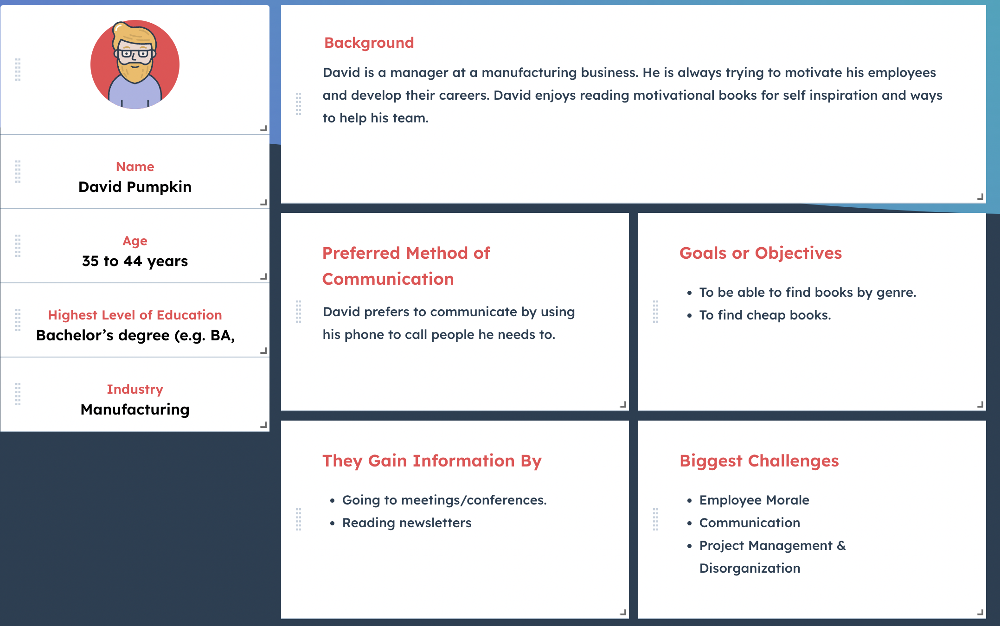 Name
David Pumpkin
Age
35 to 44 years
Highest Level of Education
Bachelor’s degree (e.g. BA,
Industry
Manufacturing
Background
David is a manager at a manufacturing business. He is always trying to motivate his employees
and develop their careers. David enjoys reading motivational books for self inspiration and ways
to help his team.
Preferred Method of
Communication
David prefers to communicate by using
his phone to call people he needs to.
Goals or Objectives
• To be able to find books by genre.
• To find cheap books.
They Gain Information By
• Going to meetings/conferences.
• Reading newsletters
Biggest Challenges
• Employee Morale
• Communication
• Project Management &
Disorganization